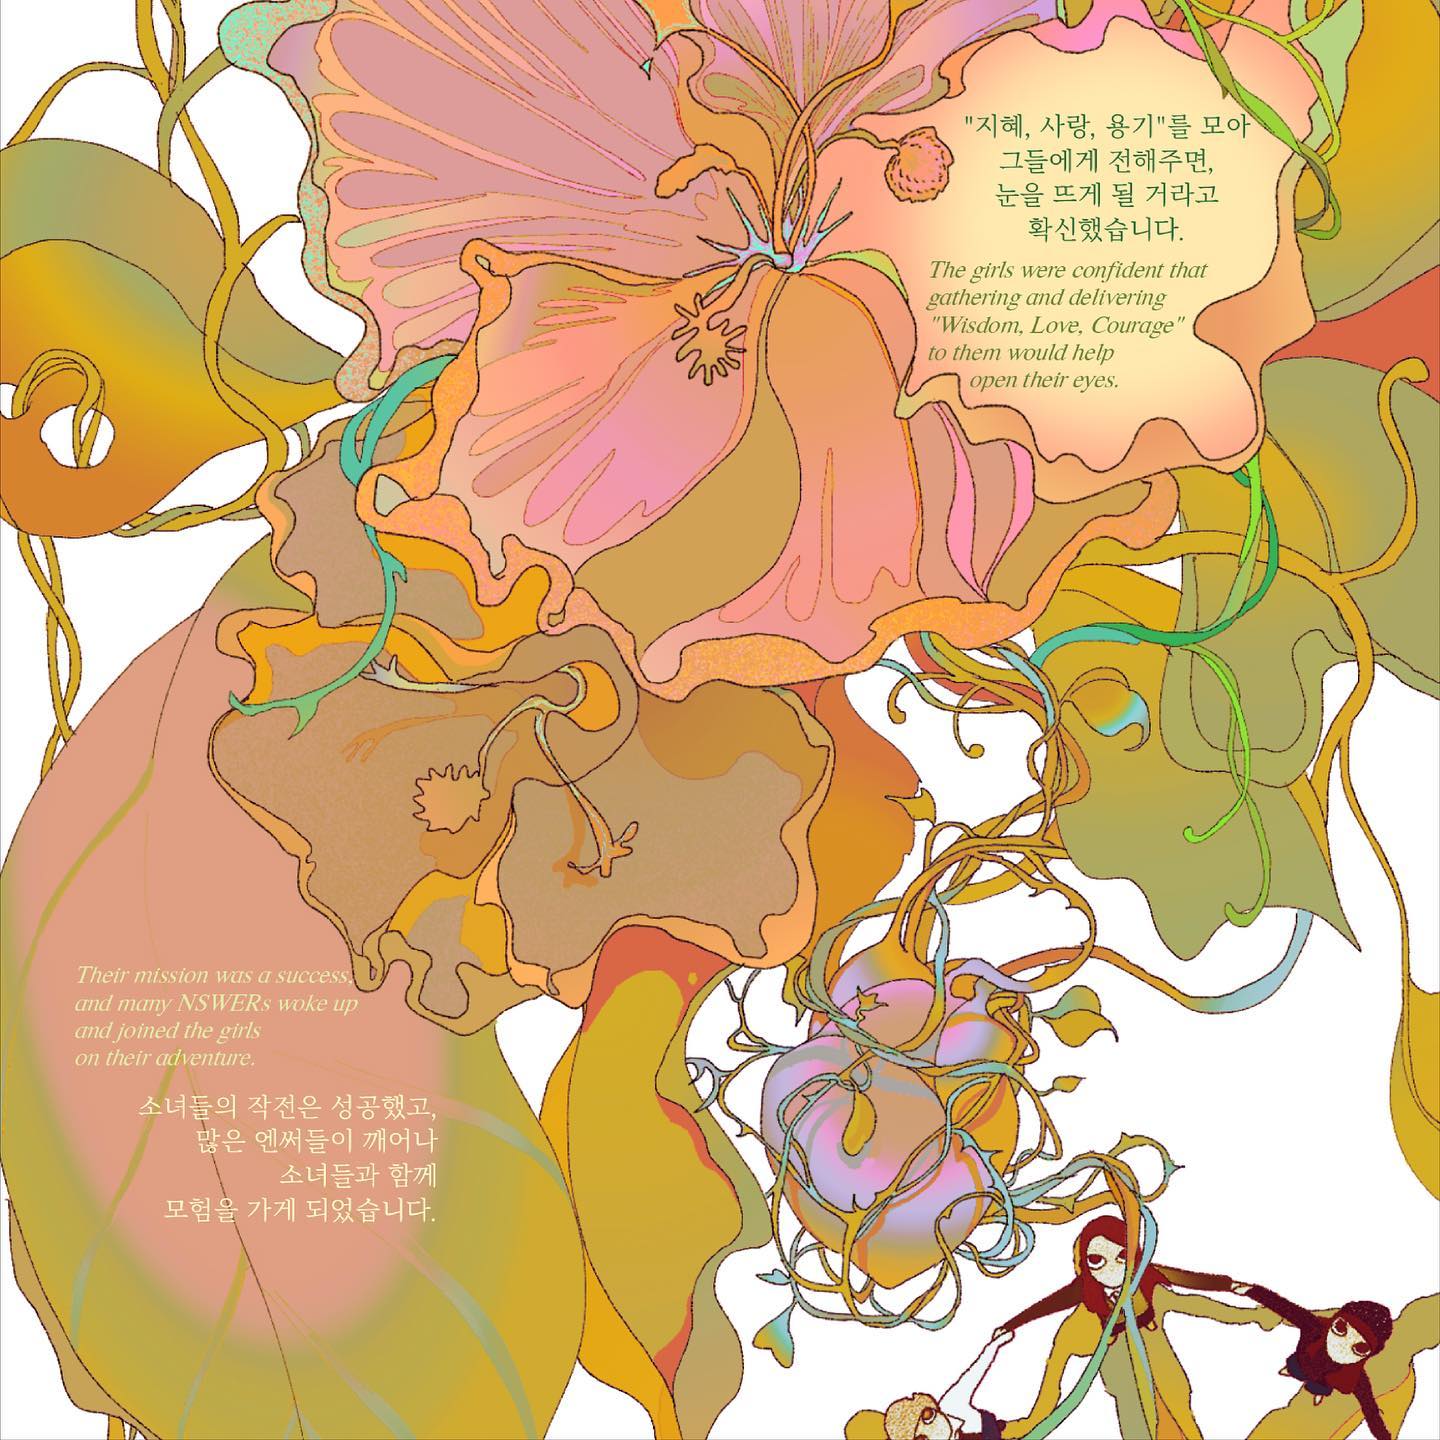 "지혜, 사랑, 용기"를 모아
그들에게 전해주면,
눈을 뜨게 될 거라고
확신했습니다.
The girls were confident that
gathering and delivering
"Wisdom, Love, Courage"
to them would help
open their eyes.
Their mission was a success,
and many NSWERs woke up
and joined the girls
on their adventure.
소녀들의 작전은 성공했고,
많은 엔써들이 깨어나
소녀들과 함께
모험을 가게 되었습니다.